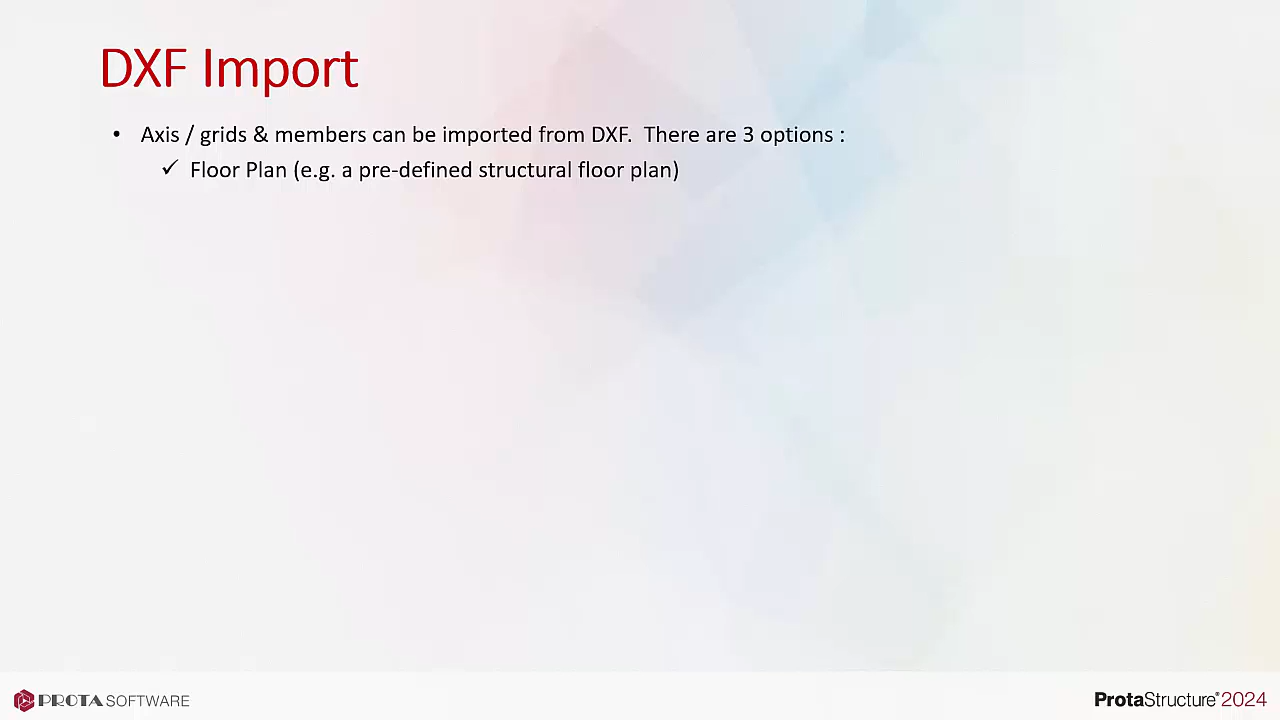 DXF Import
• Axis / grids & members can be imported from DXF. There are 3 options :
✓ Floor Plan (e.g. a pre-defined structural floor plan)
PROTA SOFTWARE
ProtaStructure® 2024